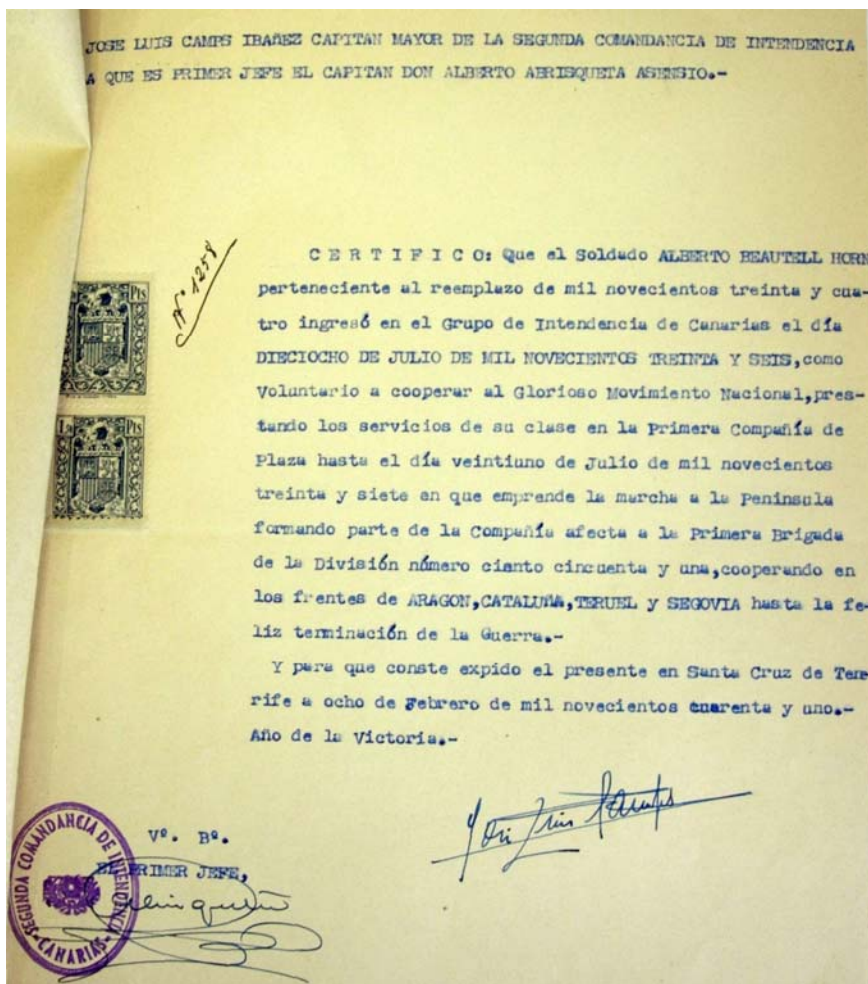 JOSE LUIS CAMPS IBAÑEZ CAPITAN MAYOR DE LA SEGUNDA COMANDANCIA DE INTENDENCIA
A QUE ES PRIMER JEFE EL CAPITAN DON ALBERTO ABRISQUETA ASENSIO.-
Nº 1258
C E R T I F I C O: Que el Soldado ALBERTO BEAUTELL HORN
perteneciente al reemplazo de mil novecientos treinta y cua-
tro ingresó en el Grupo de Intendencia de Canarias el día
DIECIOCHO DE JULIO DE MIL NOVECIENTOS TREINTA Y SEIS,como
Voluntario a cooperar al Glorioso Movimiento Nacional,pres-
tando los servicios de su clase en la Primera Compañía de
Plaza hasta el día veintiuno de Julio de mil novecientos
treinta y siete en que emprende la marcha a la Peninsula
formando parte de la Compañía afecta a la Primera Brigada
de la División número cianto cincuenta y una,cooperando en
los frentes de ARAGON,CATALUÑA,TERUEL y SEGOVIA hasta la fe-
liz terminación de la Guerra.-
Y para que conste expido el presente en Santa Cruz de Tene
rife a ocho de Febrero de mil novecientos cuarenta y uno.-
Año de la Victoria.-
Pts
1,50 Pts
José Luis Camps
Vº. Bº.
EL PRIMER JEFE,
SEGUNDA COMANDANCIA DE INTENDENCIA
-CANARIAS-